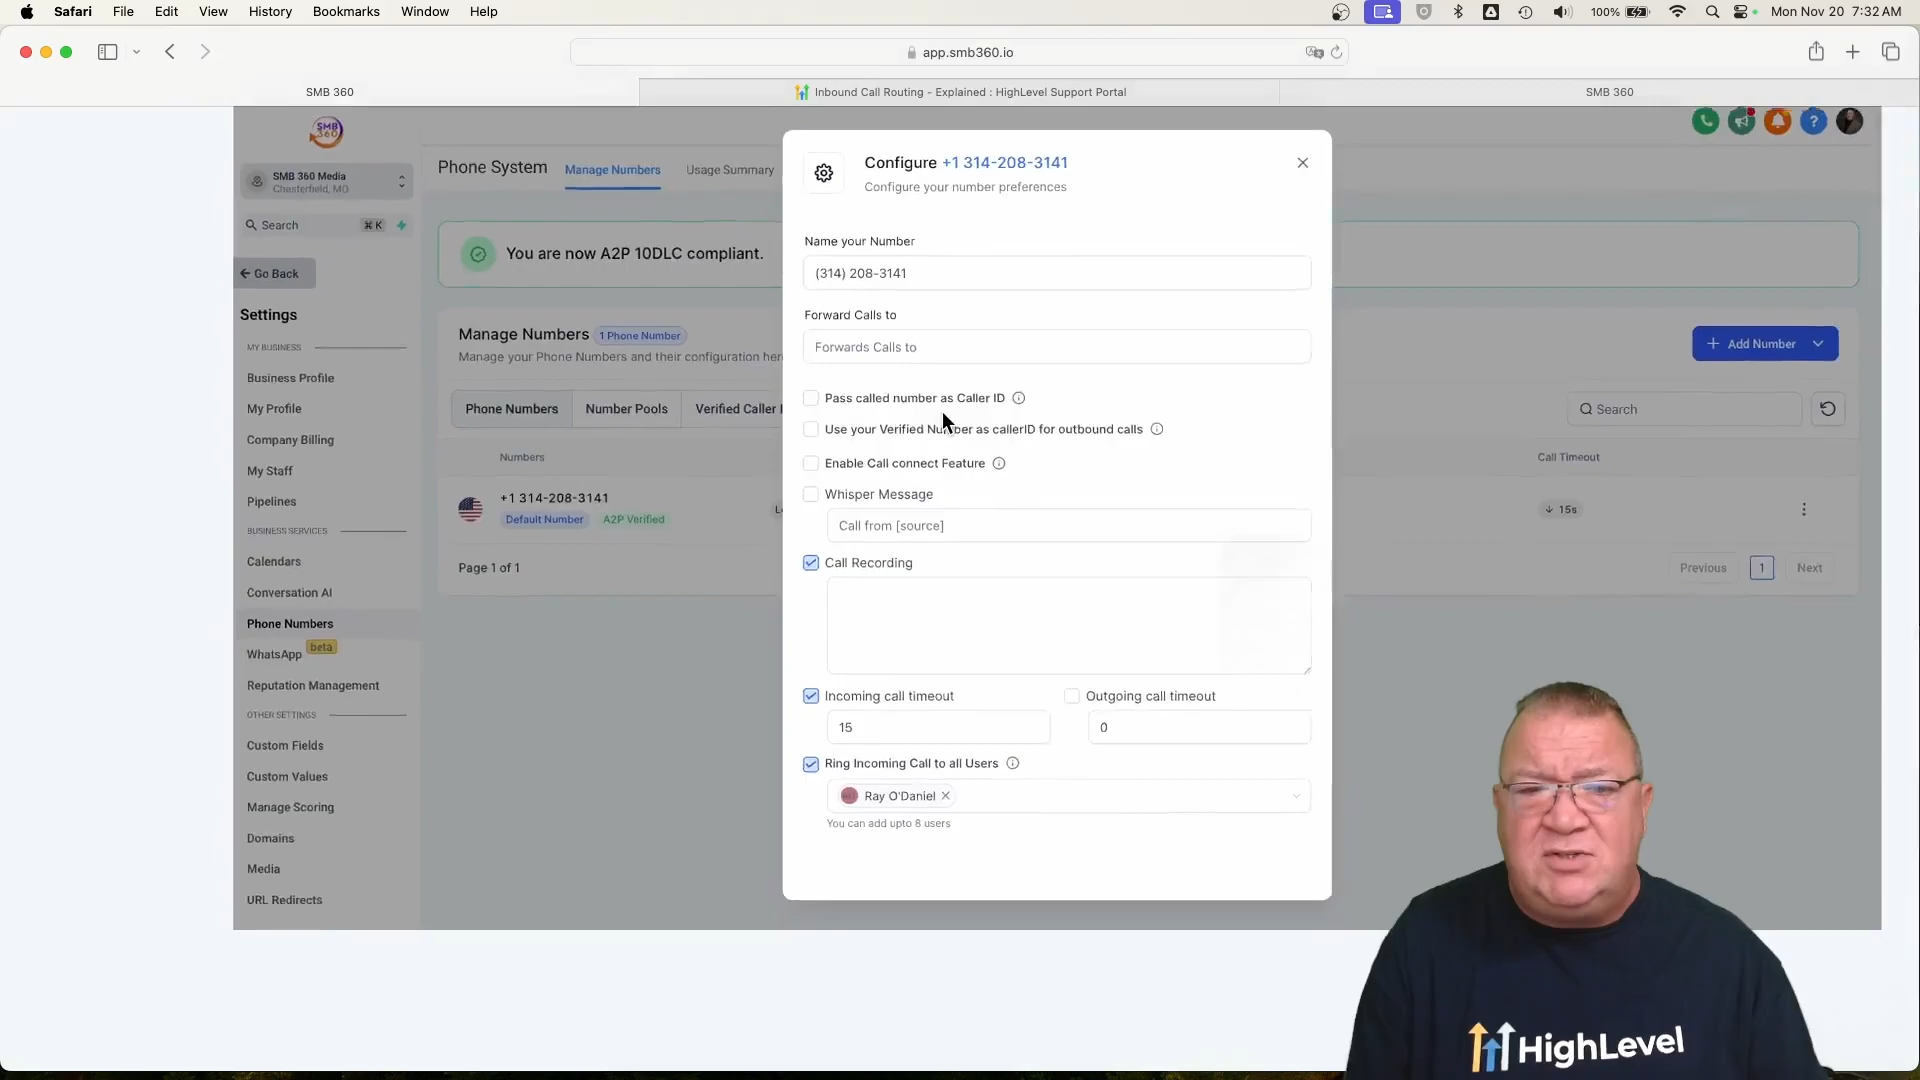 Safari File Edit View History Bookmarks Window Help 100% Mon Nov 20 7:32 AM
app.smb360.io
SMB 360
Inbound Call Routing - Explained : HighLevel Support Portal
SMB 360
SMB 360
SMB 360 Media
Chesterfield, MO
Search ⌘ K
← Go Back
Settings
MY BUSINESS
Business Profile
My Profile
Company Billing
My Staff
Pipelines
BUSINESS SERVICES
Calendars
Conversation AI
Phone Numbers
WhatsApp beta
Reputation Management
OTHER SETTINGS
Custom Fields
Custom Values
Manage Scoring
Domains
Media
URL Redirects
Phone System Manage Numbers Usage Summary
You are now A2P 10DLC compliant.
Manage Numbers 1 Phone Number
Manage your Phone Numbers and their configuration her
+ Add Number
Phone Numbers Number Pools Verified Caller I
Search
Numbers
Call Timeout
+1 314-208-3141
Default Number A2P Verified
↓ 15s
Page 1 of 1
Previous 1 Next
Configure +1 314-208-3141
Configure your number preferences
Name your Number
(314) 208-3141
Forward Calls to
Forwards Calls to
Pass called number as Caller ID
Use your Verified Number as callerID for outbound calls
Enable Call connect Feature
Whisper Message
Call from [source]
Call Recording
Incoming call timeout Outgoing call timeout
15 0
Ring Incoming Call to all Users
Ray O'Daniel ×
You can add upto 8 users
HighLevel